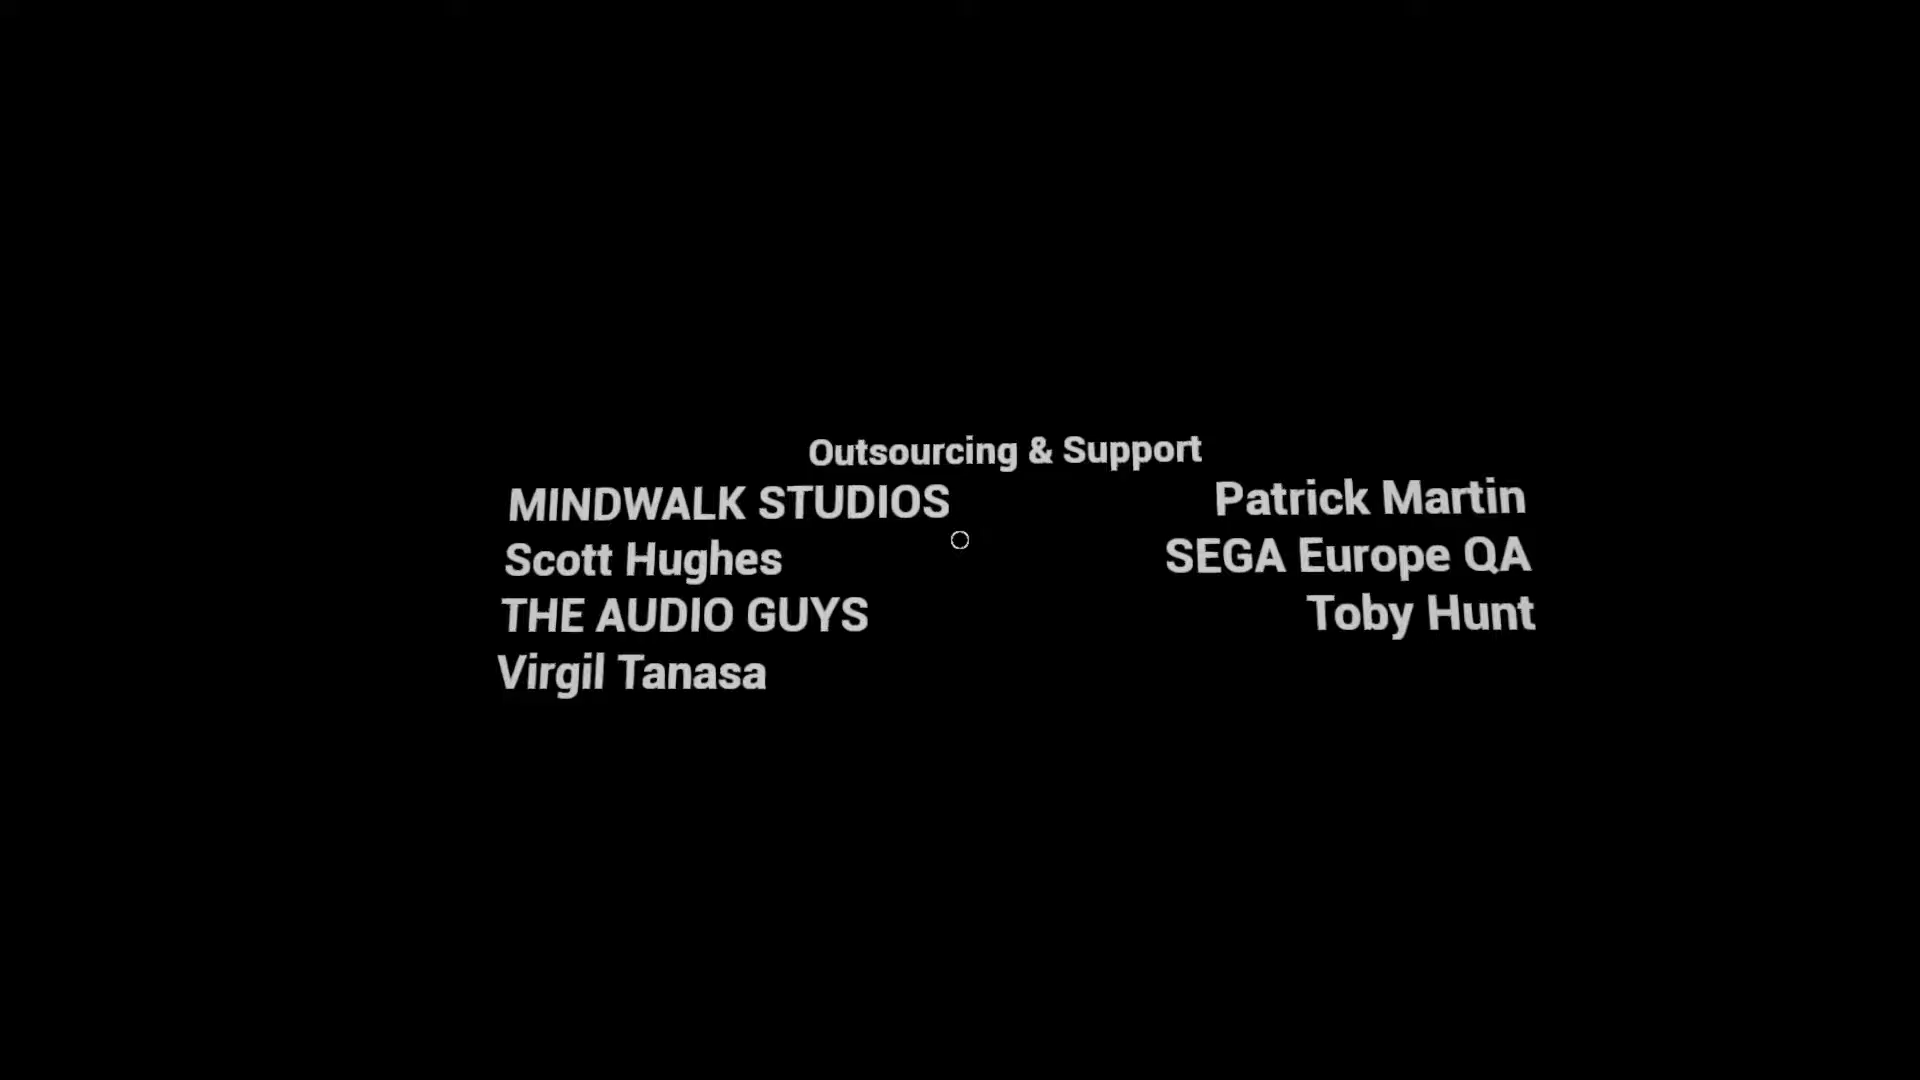 Outsourcing & Support
MINDWALK STUDIOS
Patrick Martin
Scott Hughes
SEGA Europe QA
THE AUDIO GUYS
Toby Hunt
Virgil Tanasa